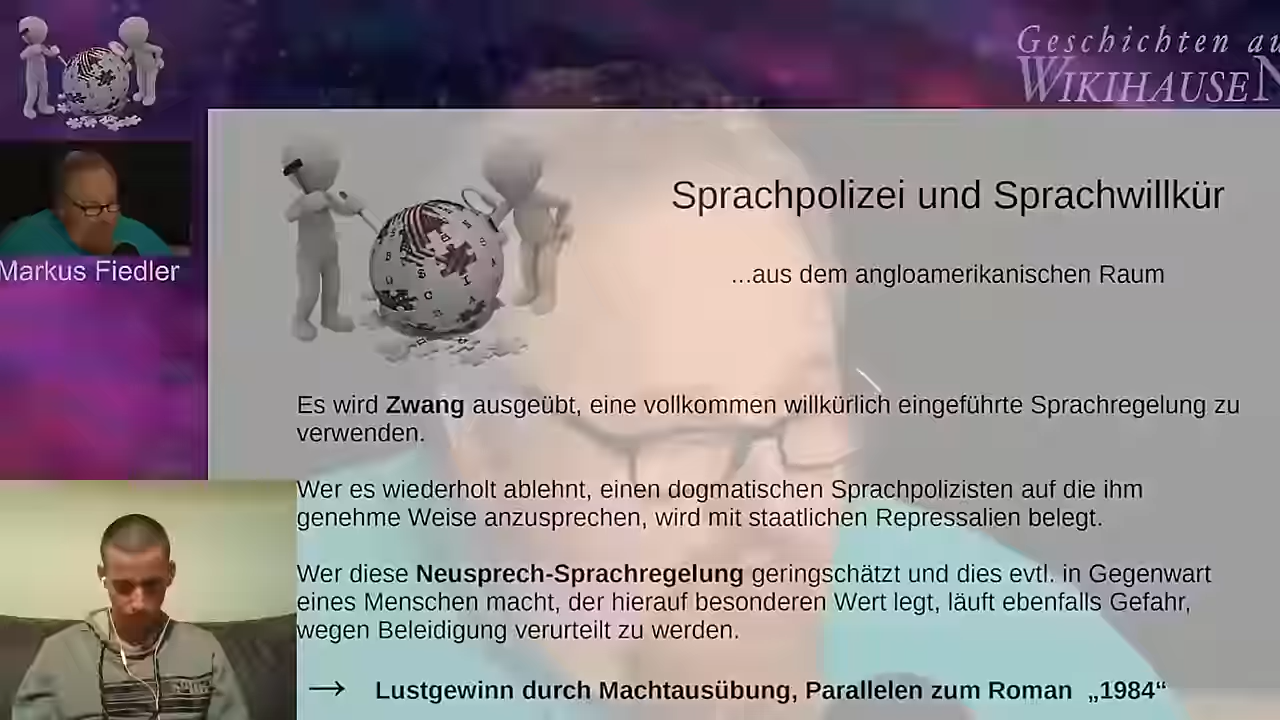 Geschichten au
WIKIHAUSEN
Markus Fiedler
Sprachpolizei und Sprachwillkür
...aus dem angloamerikanischen Raum
Es wird Zwang ausgeübt, eine vollkommen willkürlich eingeführte Sprachregelung zu
verwenden.
Wer es wiederholt ablehnt, einen dogmatischen Sprachpolizisten auf die ihm
genehme Weise anzusprechen, wird mit staatlichen Repressalien belegt.
Wer diese Neusprech-Sprachregelung geringschätzt und dies evtl. in Gegenwart
eines Menschen macht, der hierauf besonderen Wert legt, läuft ebenfalls Gefahr,
wegen Beleidigung verurteilt zu werden.
→ Lustgewinn durch Machtausübung, Parallelen zum Roman „1984“